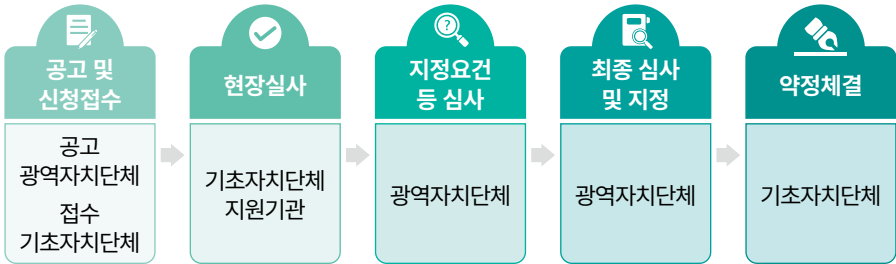 공고 및
신청접수
공고
광역자치단체
접수
기초자치단체
현장실사
기초자치단체
지원기관
지정요건
등 심사
광역자치단체
최종 심사
및 지정
광역자치단체
약정체결
기초자치단체